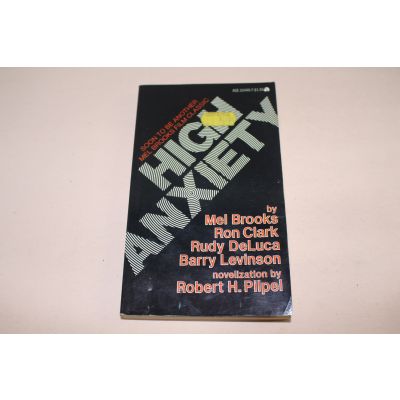 SOON TO BE ANOTHER
MEL BROOKS FILM CLASSIC
HIGH
ANXIETY
by
Mel Brooks
Ron Clark
Rudy DeLuca
Barry Levinson
novelization by
Robert H. Pilpel